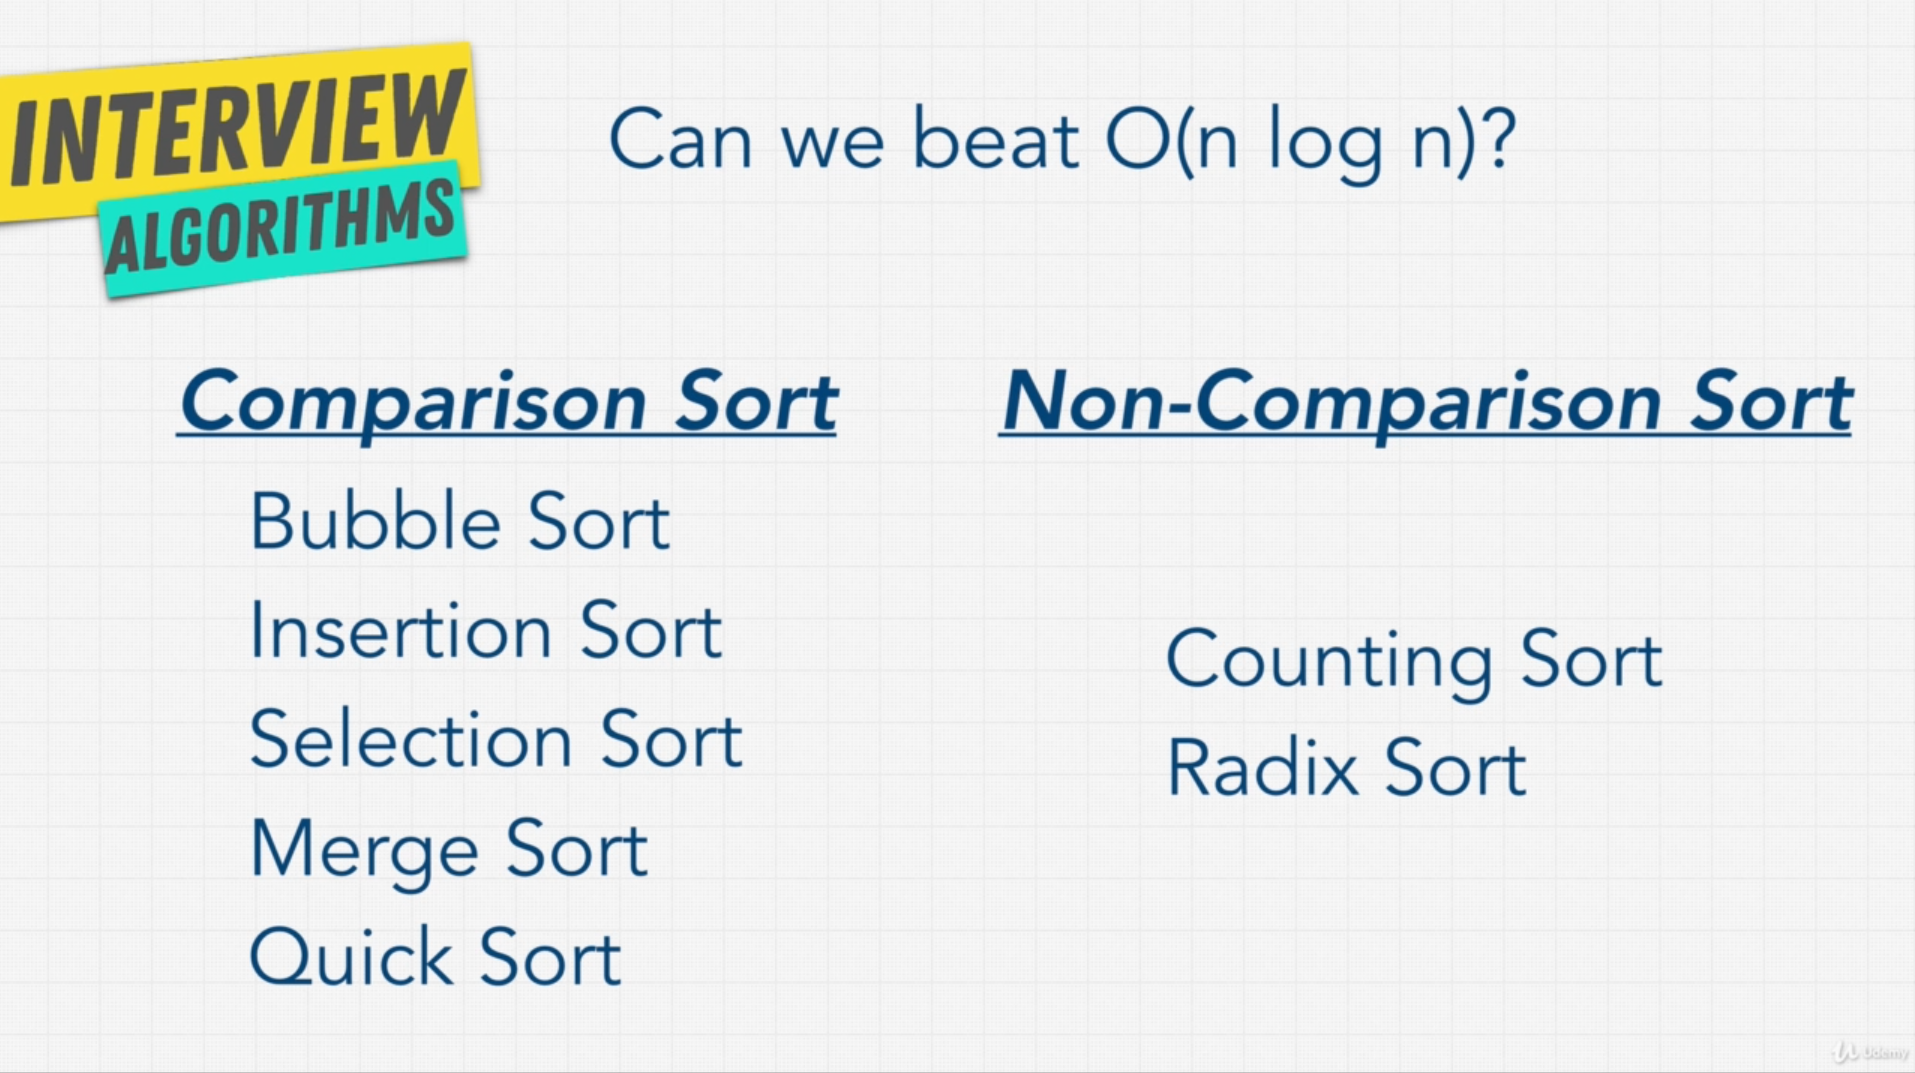 INTERVIEW
ALGORITHMS
Can we beat O(n log n)?
Comparison Sort
Bubble Sort
Insertion Sort
Selection Sort
Merge Sort
Quick Sort
Non-Comparison Sort
Counting Sort
Radix Sort
Udemy